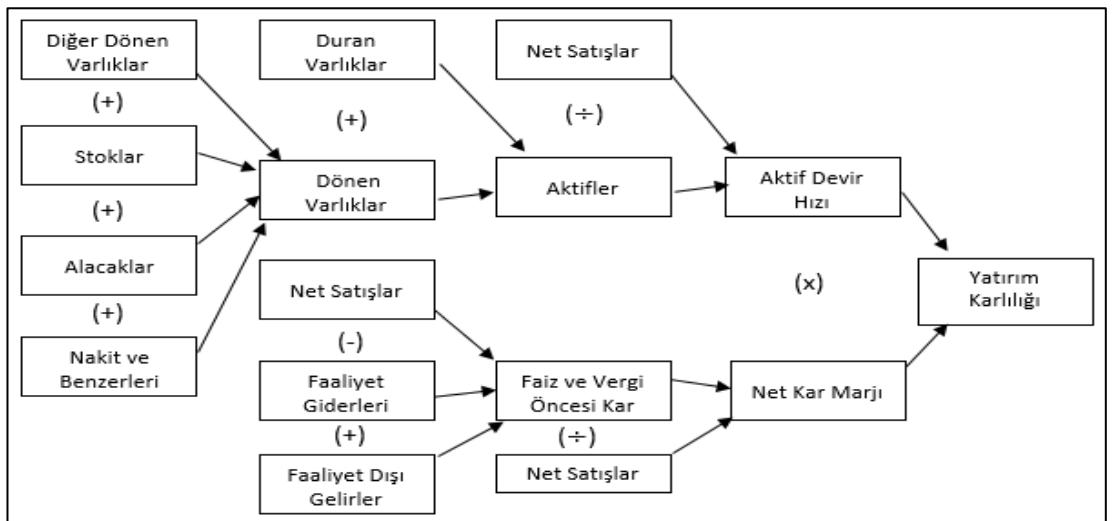 Diğer Dönen
Varlıklar
(+)
Stoklar
(+)
Alacaklar
(+)
Nakit ve
Benzerleri
Duran
Varlıklar
(+)
Dönen
Varlıklar
Net Satışlar
(-)
Faaliyet
Giderleri
(+)
Faaliyet Dışı
Gelirler
Net Satışlar
(÷)
Aktifler
Faiz ve Vergi
Öncesi Kar
(÷)
Net Satışlar
Aktif Devir
Hızı
(x)
Net Kar Marjı
Yatırım
Karlılığı